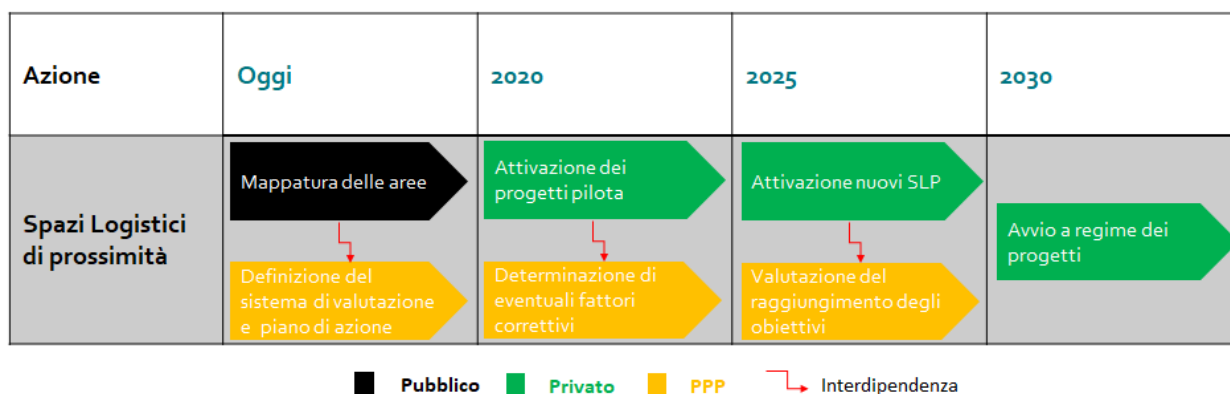 Azione
Oggi
2020
2025
2030
Spazi Logistici
di prossimità
Mappatura delle aree
Definizione del
sistema di valutazione
e piano di azione
Attivazione dei
progetti pilota
Determinazione di
eventuali fattori
correttivi
Attivazione nuovi SLP
Valutazione del
raggiungimento degli
obiettivi
Avvio a regime dei
progetti
Pubblico
Privato
PPP
Interdipendenza